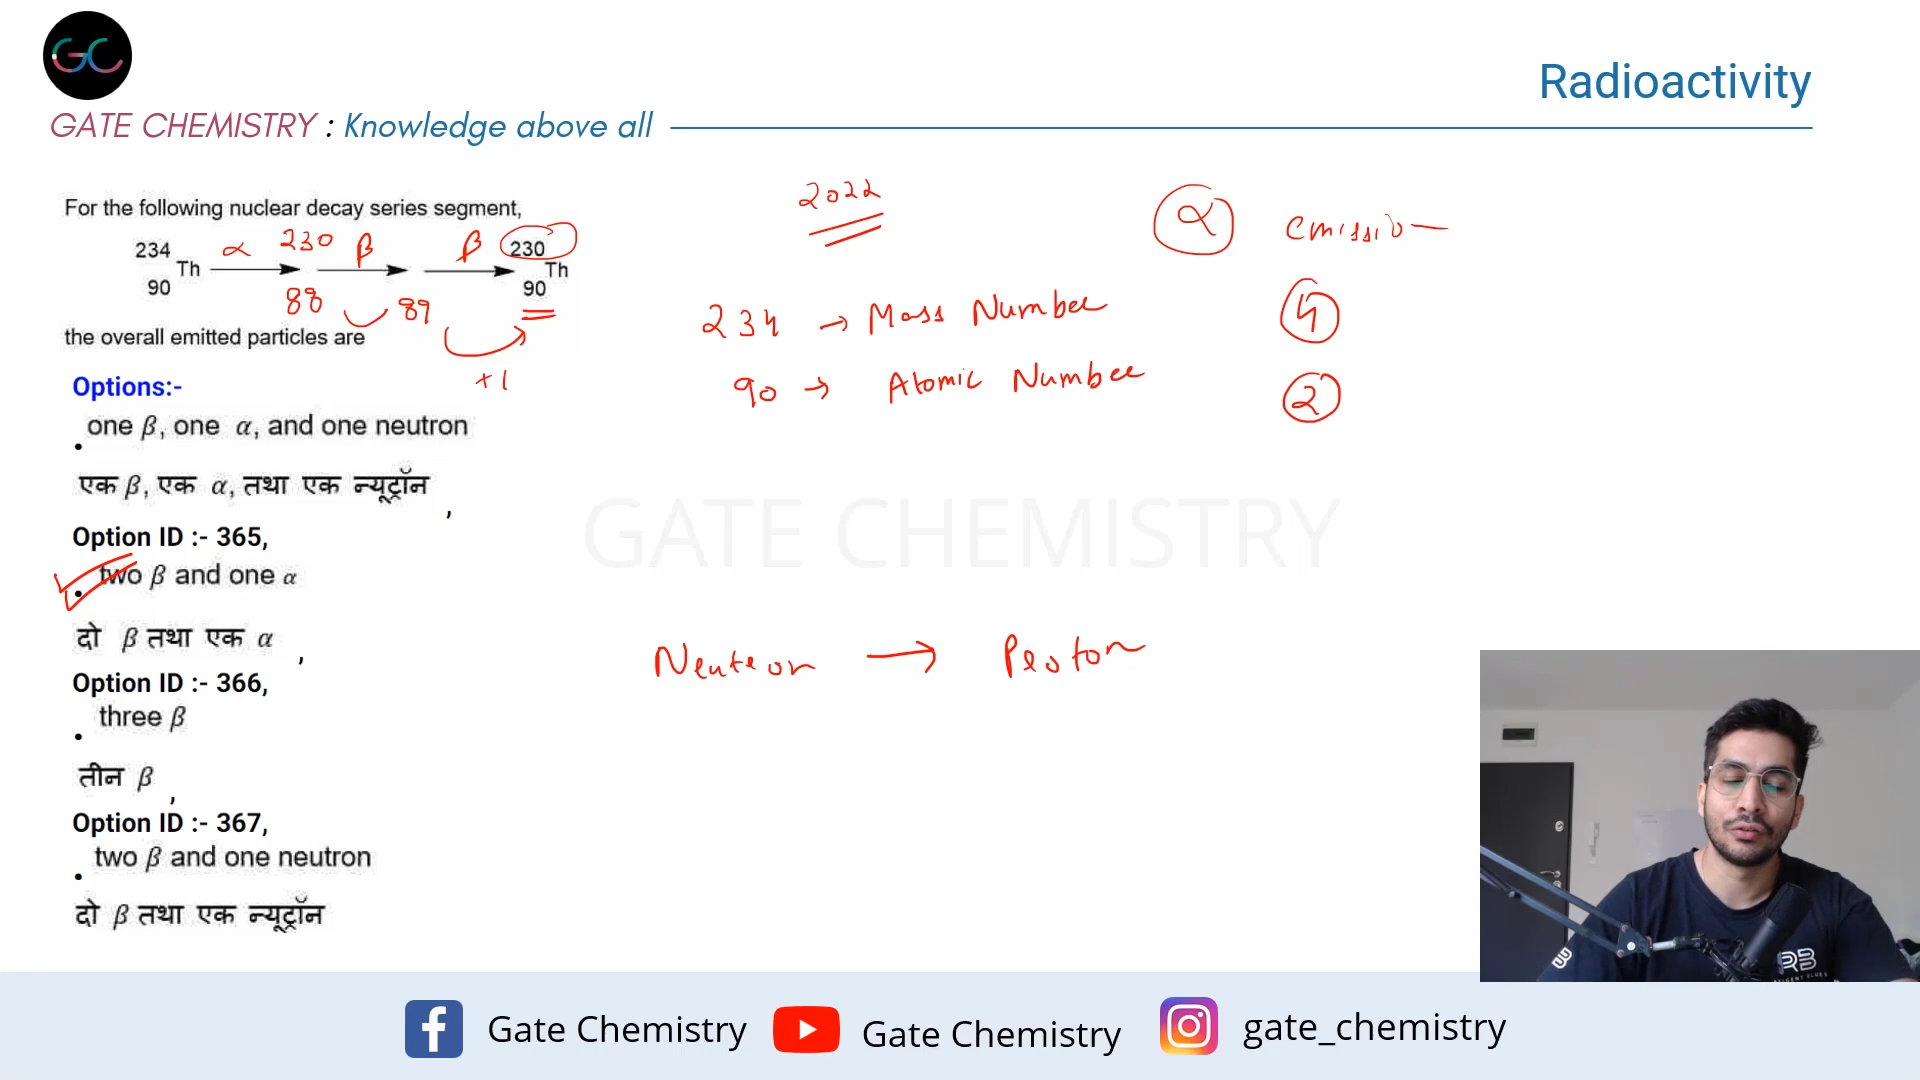 GC
Radioactivity
GATE CHEMISTRY : Knowledge above all
2022
α emission
For the following nuclear decay series segment,
234 α 230 β β 230
Th Th
90 88 89 90
the overall emitted particles are
+1
234 → Mass Number
4
90 → Atomic Number
2
Options:-
one β, one α, and one neutron
एक β, एक α, तथा एक न्यूट्रॉन
,
Option ID :- 365,
two β and one α
दो β तथा एक α
,
Option ID :- 366,
three β
तीन β
,
Option ID :- 367,
two β and one neutron
दो β तथा एक न्यूट्रॉन
GATE CHEMISTRY
Neutron → Proton
RB
Gate Chemistry
Gate Chemistry
gate_chemistry